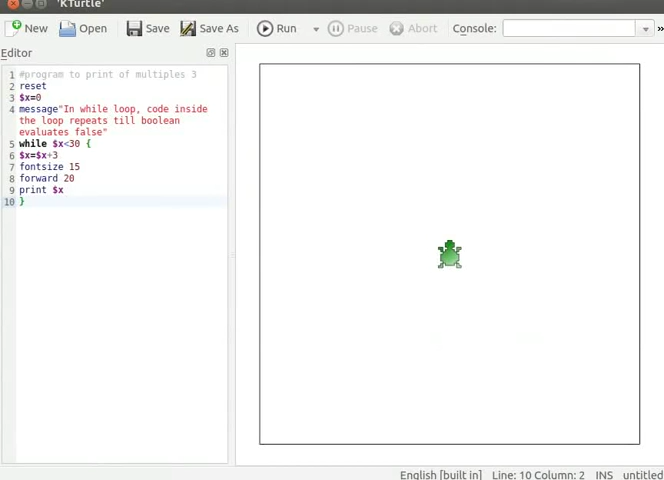 'KTurtle'
New Open Save Save As Run Pause Abort Console: »
Editor
1 #program to print of multiples 3
2 reset
3 $x=0
4 message"In while loop, code inside
the loop repeats till boolean
evaluates false"
5 while $x<30 {
6 $x=$x+3
7 fontsize 15
8 forward 20
9 print $x
10 }
English [built in] Line: 10 Column: 2 INS untitled